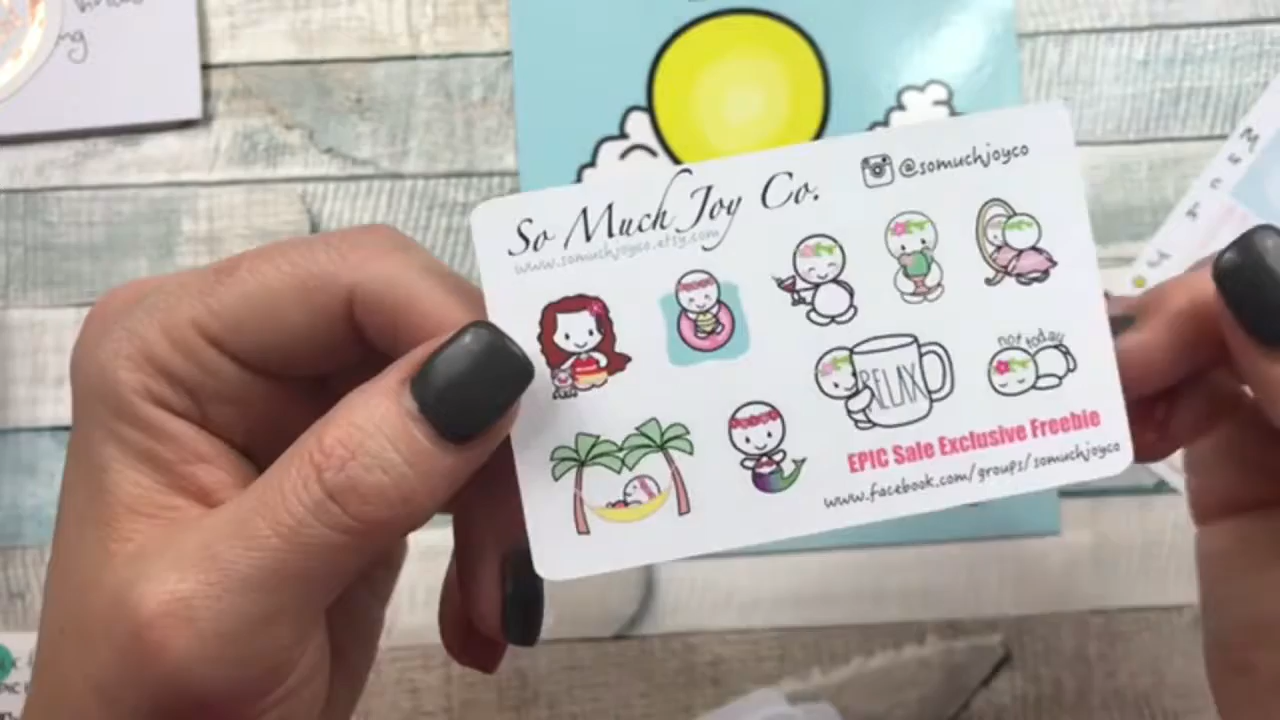 So Much Joy Co.
@somuchjoyco
www.somuchjoyco.etsy.com
not today
RELAX
EPIC Sale Exclusive Freebie
www.facebook.com/groups/somuchjoyco